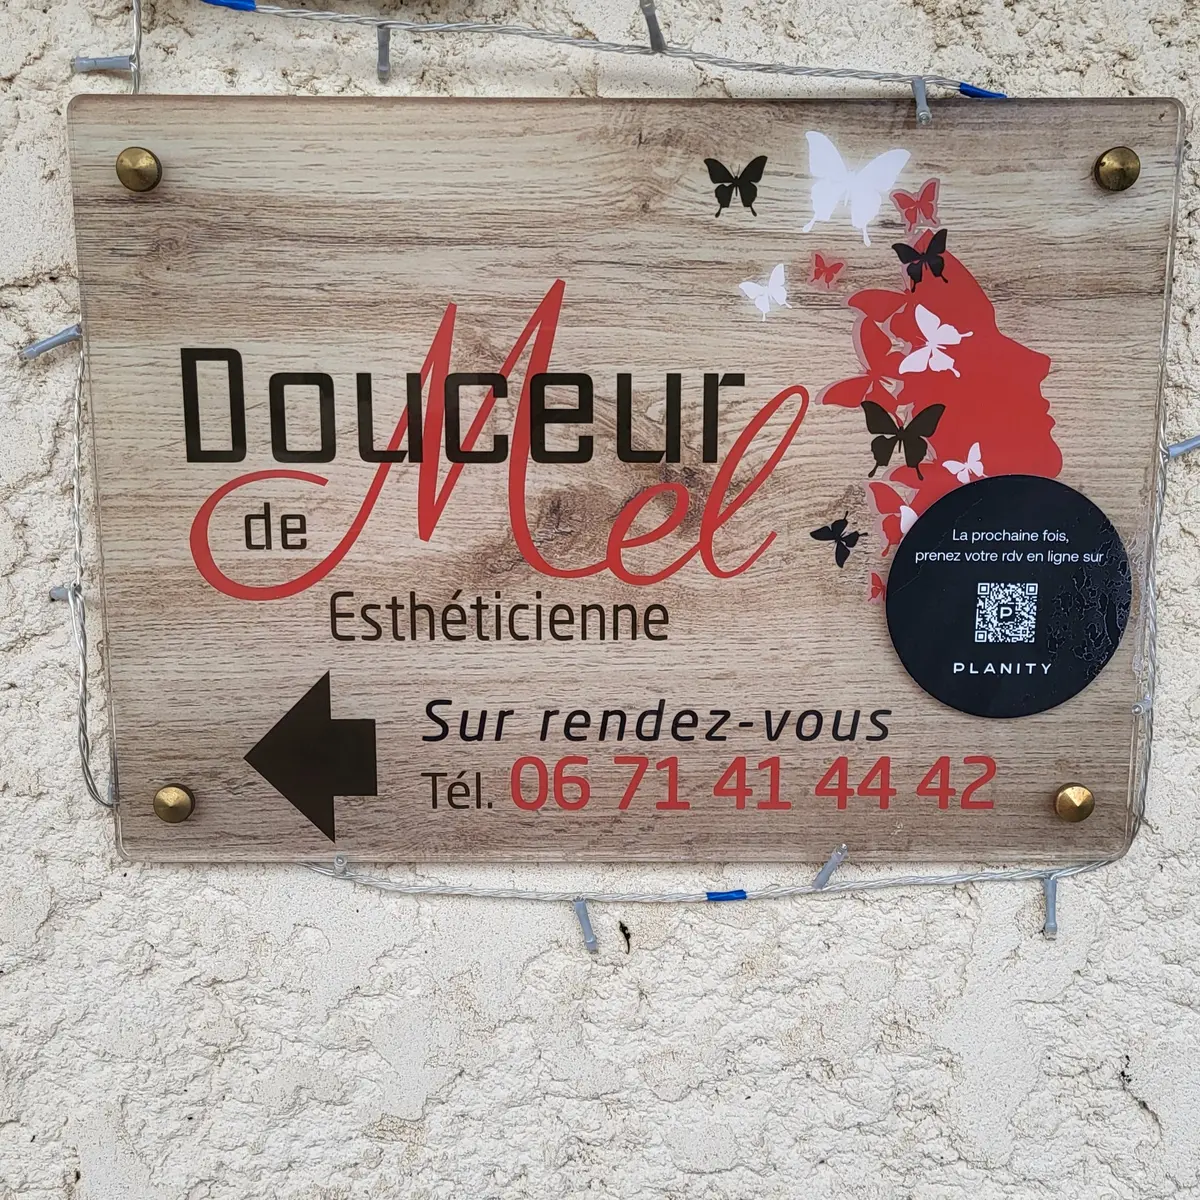 Douceur
de Mel
Esthéticienne
Sur rendez-vous
Tél. 06 71 41 44 42
La prochaine fois,
prenez votre rdv en ligne sur
P
PLANITY